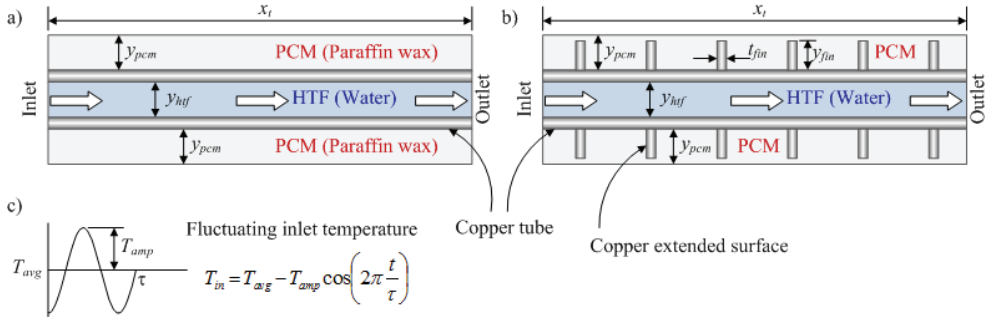 a)
x_t
y_pcm
PCM (Paraffin wax)
Inlet
y_htf
HTF (Water)
Outlet
y_pcm
PCM (Paraffin wax)
b)
x_t
y_pcm
t_fin
y_fin
PCM
Inlet
y_htf
HTF (Water)
Outlet
y_pcm
PCM
Copper tube
Copper extended surface
c)
T_amp
T_avg
τ
Fluctuating inlet temperature
T_in = T_avg − T_amp cos(2π t/τ)